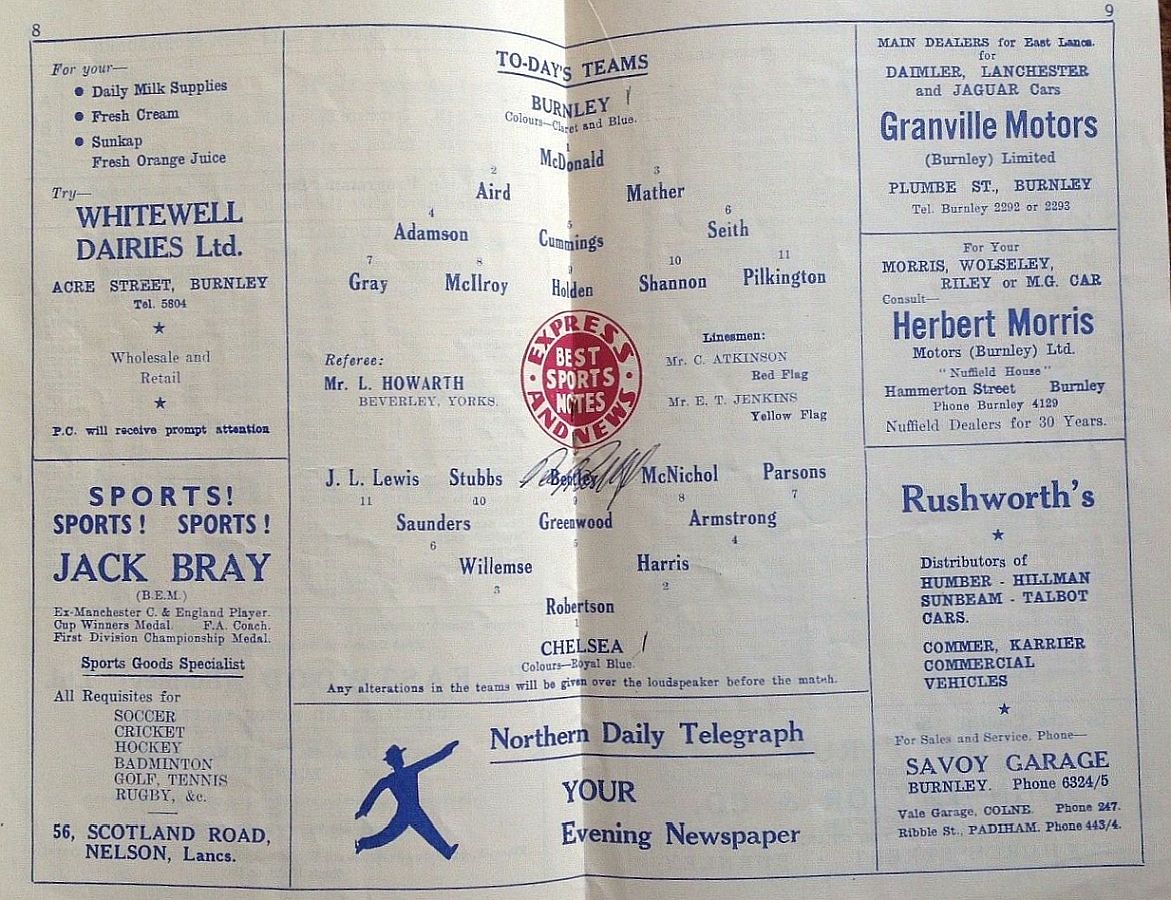 8
For your—
● Daily Milk Supplies
● Fresh Cream
● Sunkap
Fresh Orange Juice
Try—
WHITEWELL
DAIRIES Ltd.
ACRE STREET, BURNLEY
Tel. 5804
★
Wholesale and
Retail
★
P.C. will receive prompt attention
SPORTS!
SPORTS! SPORTS!
JACK BRAY
(B.E.M.)
Ex-Manchester C. & England Player.
Cup Winners Medal. F.A. Coach.
First Division Championship Medal.
Sports Goods Specialist
All Requisites for
SOCCER
CRICKET
HOCKEY
BADMINTON
GOLF, TENNIS
RUGBY, &c.
56, SCOTLAND ROAD,
NELSON, Lancs.
TO-DAY'S TEAMS
BURNLEY 1
Colours—Claret and Blue.
1
McDonald
2 3
Aird Mather
4 5 6
Adamson Cummings Seith
7 8 9 10 11
Gray McIlroy Holden Shannon Pilkington
Referee:
Mr. L. HOWARTH
BEVERLEY, YORKS.
EXPRESS
BEST
SPORTS
NOTES
AND NEWS
Linesmen:
Mr. C. ATKINSON
Red Flag
Mr. E. T. JENKINS
Yellow Flag
J. L. Lewis Stubbs Bentley McNichol Parsons
11 10 9 8 7
Saunders Greenwood Armstrong
6 5 4
Willemse Harris
3 2
Robertson
1
CHELSEA 1
Colours—Royal Blue.
Any alterations in the teams will be given over the loudspeaker before the match.
Northern Daily Telegraph
YOUR
Evening Newspaper
9
MAIN DEALERS for East Lancs.
for
DAIMLER, LANCHESTER
and JAGUAR Cars
Granville Motors
(Burnley) Limited
PLUMBE ST., BURNLEY
Tel. Burnley 2292 or 2293
For Your
MORRIS, WOLSELEY,
RILEY or M.G. CAR
Consult—
Herbert Morris
Motors (Burnley) Ltd.
"Nuffield House"
Hammerton Street Burnley
Phone Burnley 4129
Nuffield Dealers for 30 Years.
Rushworth's
★
Distributors of
HUMBER - HILLMAN
SUNBEAM - TALBOT
CARS.
COMMER, KARRIER
COMMERCIAL
VEHICLES
★
For Sales and Service, Phone—
SAVOY GARAGE
BURNLEY. Phone 6324/5
Vale Garage, COLNE. Phone 247.
Ribble St., PADIHAM. Phone 443/4.